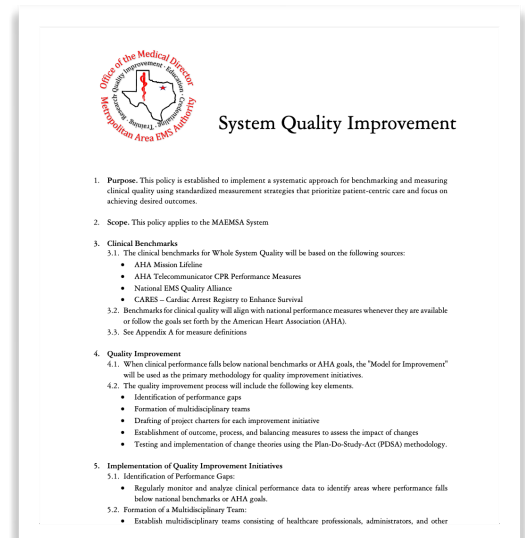 Office of the Medical Director
Research · Quality Improvement · Education · Credentialing · Training ·
Metropolitan Area EMS Authority
System Quality Improvement
1. Purpose. This policy is established to implement a systematic approach for benchmarking and measuring
clinical quality using standardized measurement strategies that prioritize patient-centric care and focus on
achieving desired outcomes.
2. Scope. This policy applies to the MAEMSA System
3. Clinical Benchmarks
3.1. The clinical benchmarks for Whole System Quality will be based on the following sources:
• AHA Mission Lifeline
• AHA Telecommunicator CPR Performance Measures
• National EMS Quality Alliance
• CARES – Cardiac Arrest Registry to Enhance Survival
3.2. Benchmarks for clinical quality will align with national performance measures whenever they are available
or follow the goals set forth by the American Heart Association (AHA).
3.3. See Appendix A for measure definitions
4. Quality Improvement
4.1. When clinical performance falls below national benchmarks or AHA goals, the "Model for Improvement"
will be used as the primary methodology for quality improvement initiatives.
4.2. The quality improvement process will include the following key elements.
• Identification of performance gaps
• Formation of multidisciplinary teams
• Drafting of project charters for each improvement initiative
• Establishment of outcome, process, and balancing measures to assess the impact of changes
• Testing and implementation of change theories using the Plan-Do-Study-Act (PDSA) methodology.
5. Implementation of Quality Improvement Initiatives
5.1. Identification of Performance Gaps:
• Regularly monitor and analyze clinical performance data to identify areas where performance falls
below national benchmarks or AHA goals.
5.2. Formation of a Multidisciplinary Team:
• Establish multidisciplinary teams consisting of healthcare professionals, administrators, and other